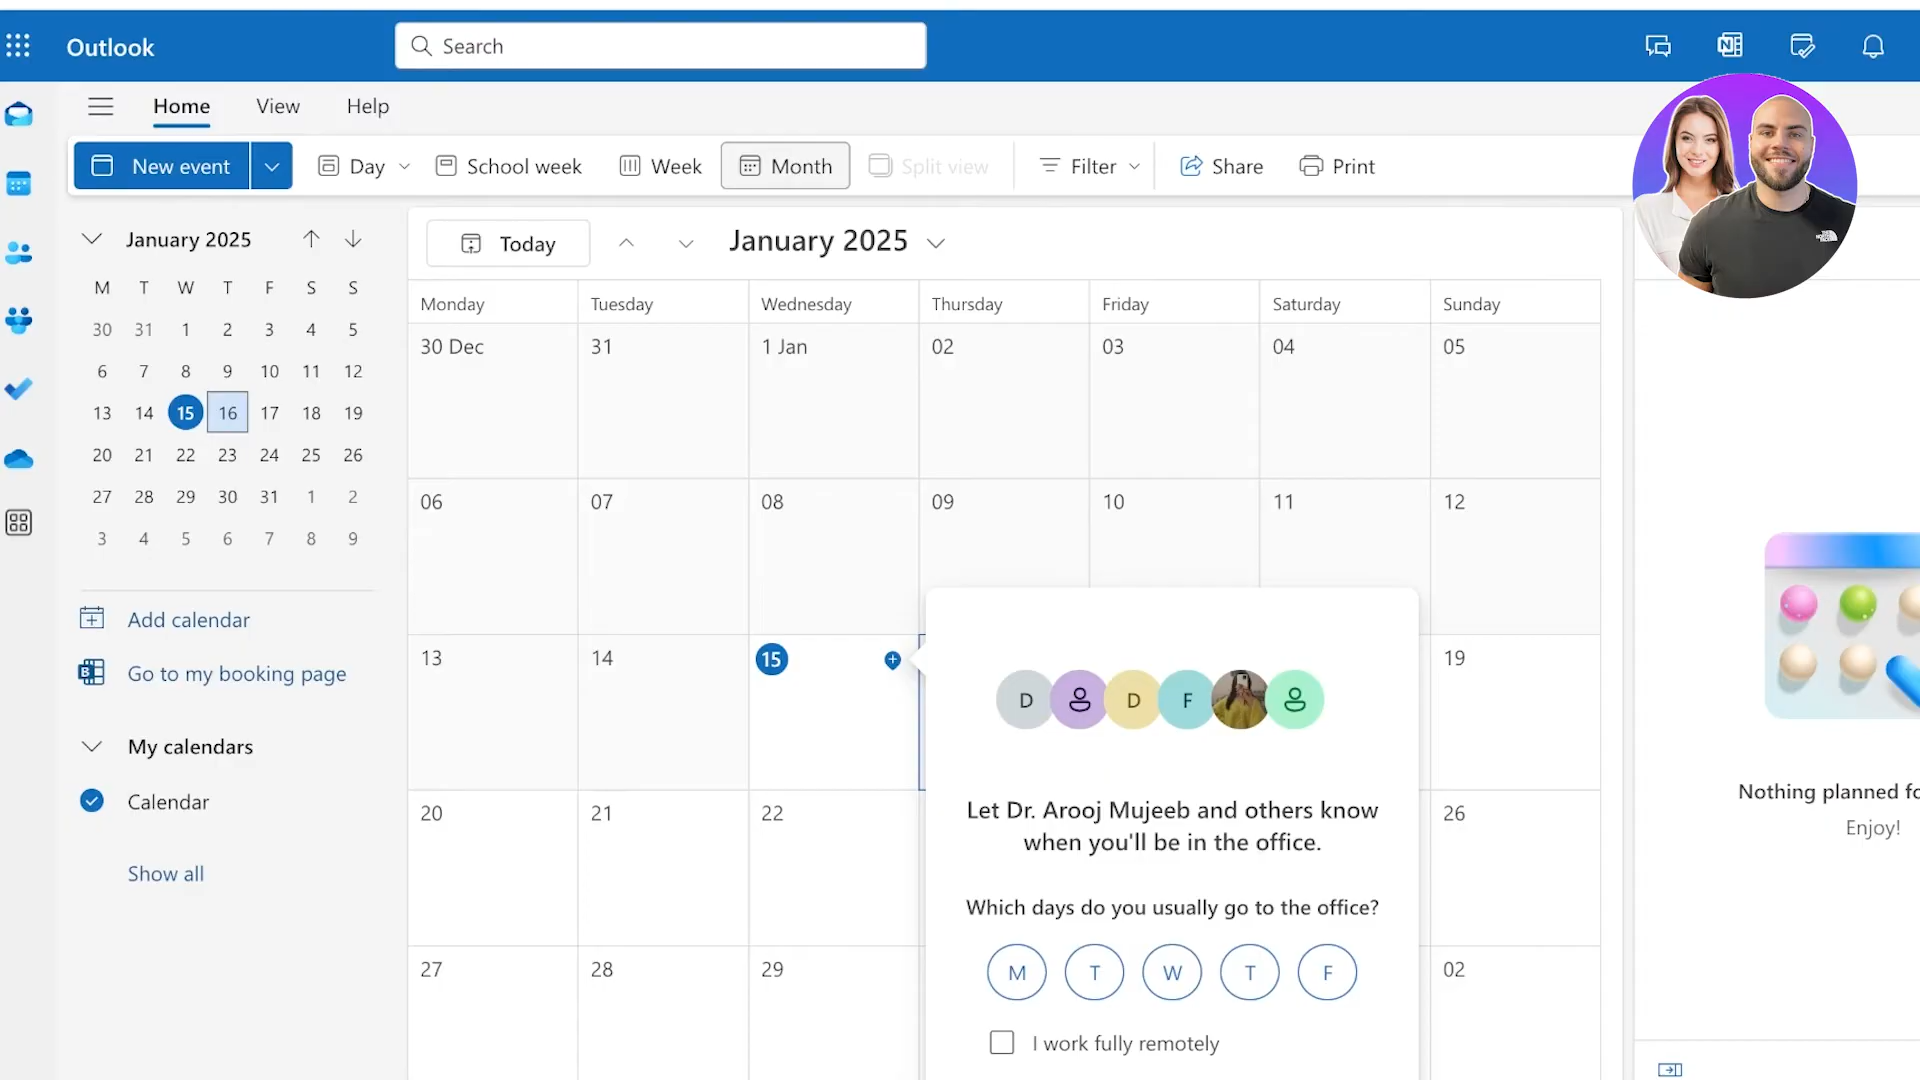 Outlook
Search
Home View Help
New event Day School week Week Month Split view Filter Share Print
January 2025
M T W T F S S
30 31 1 2 3 4 5
6 7 8 9 10 11 12
13 14 15 16 17 18 19
20 21 22 23 24 25 26
27 28 29 30 31 1 2
3 4 5 6 7 8 9
Add calendar
Go to my booking page
My calendars
Calendar
Show all
Today January 2025
Monday Tuesday Wednesday Thursday Friday Saturday Sunday
30 Dec 31 1 Jan 02 03 04 05
06 07 08 09 10 11 12
13 14 15 19
20 21 22 26
27 28 29 02
D D F
Let Dr. Arooj Mujeeb and others know
when you'll be in the office.
Which days do you usually go to the office?
M T W T F
I work fully remotely
Nothing planned fo
Enjoy!